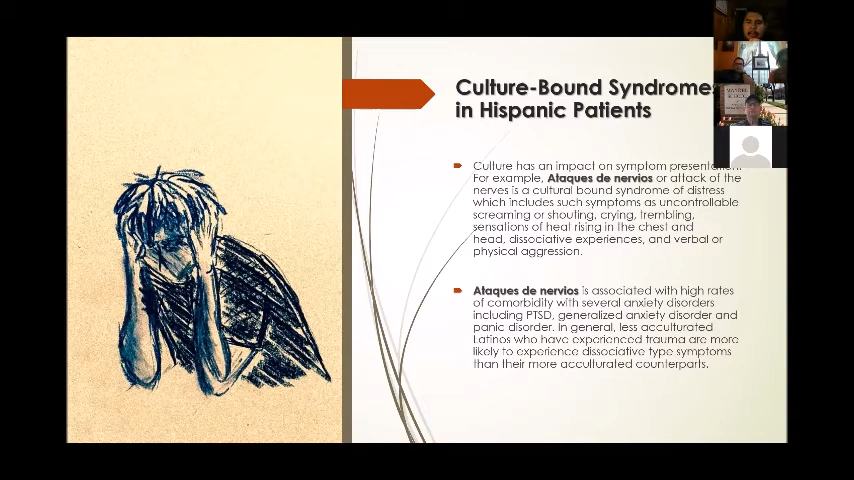 Culture-Bound Syndromes
in Hispanic Patients
Culture has an impact on symptom presentation.
For example, Ataques de nervios or attack of the
nerves is a cultural bound syndrome of distress
which includes such symptoms as uncontrollable
screaming or shouting, crying, trembling,
sensations of heat rising in the chest and
head, dissociative experiences, and verbal or
physical aggression.
Ataques de nervios is associated with high rates
of comorbidity with several anxiety disorders
including PTSD, generalized anxiety disorder and
panic disorder. In general, less acculturated
Latinos who have experienced trauma are more
likely to experience dissociative type symptoms
than their more acculturated counterparts.